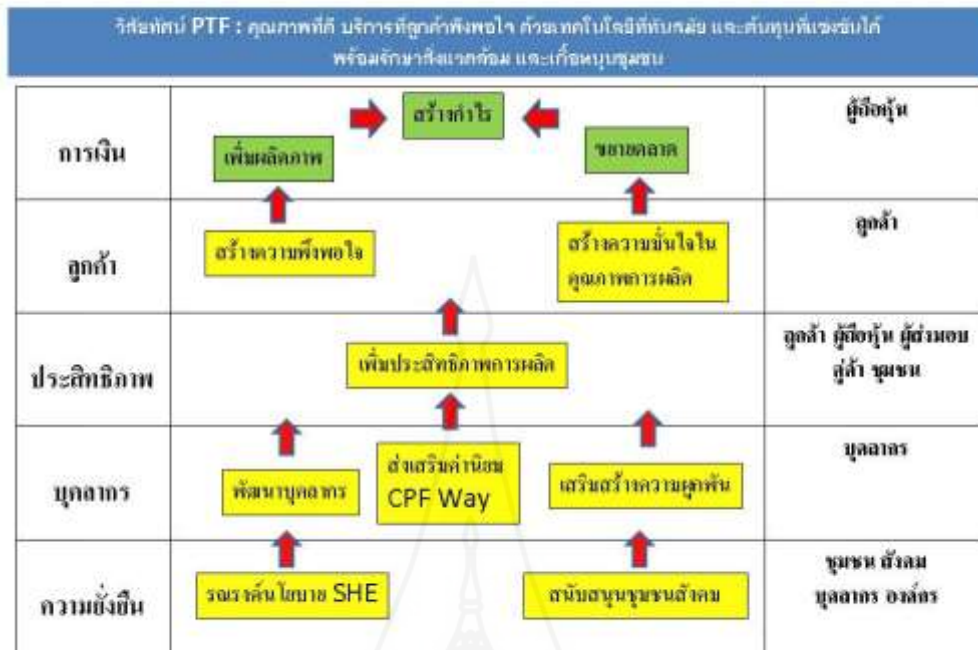 วิสัยทัศน์ PTF : คุณภาพที่ดี บริการที่ลูกค้าพึงพอใจ ด้วยเทคโนโลยีที่ทันสมัย และต้นทุนที่แข่งขันได้
พร้อมรักษาสิ่งแวดล้อม และเกื้อหนุนชุมชน
การเงิน
สร้างกำไร
เพิ่มผลิตภาพ
ขยายตลาด
ผู้ถือหุ้น
ลูกค้า
สร้างความพึงพอใจ
สร้างความมั่นใจใน
คุณภาพการผลิต
ลูกค้า
ประสิทธิภาพ
เพิ่มประสิทธิภาพการผลิต
ลูกค้า ผู้ถือหุ้น ผู้ส่งมอบ
คู่ค้า ชุมชน
บุคลากร
พัฒนาบุคลากร
ส่งเสริมค่านิยม
CPF Way
เสริมสร้างความผูกพัน
บุคลากร
ความยั่งยืน
รณรงค์นโยบาย SHE
สนับสนุนชุมชนสังคม
ชุมชน สังคม
บุคลากร องค์กร